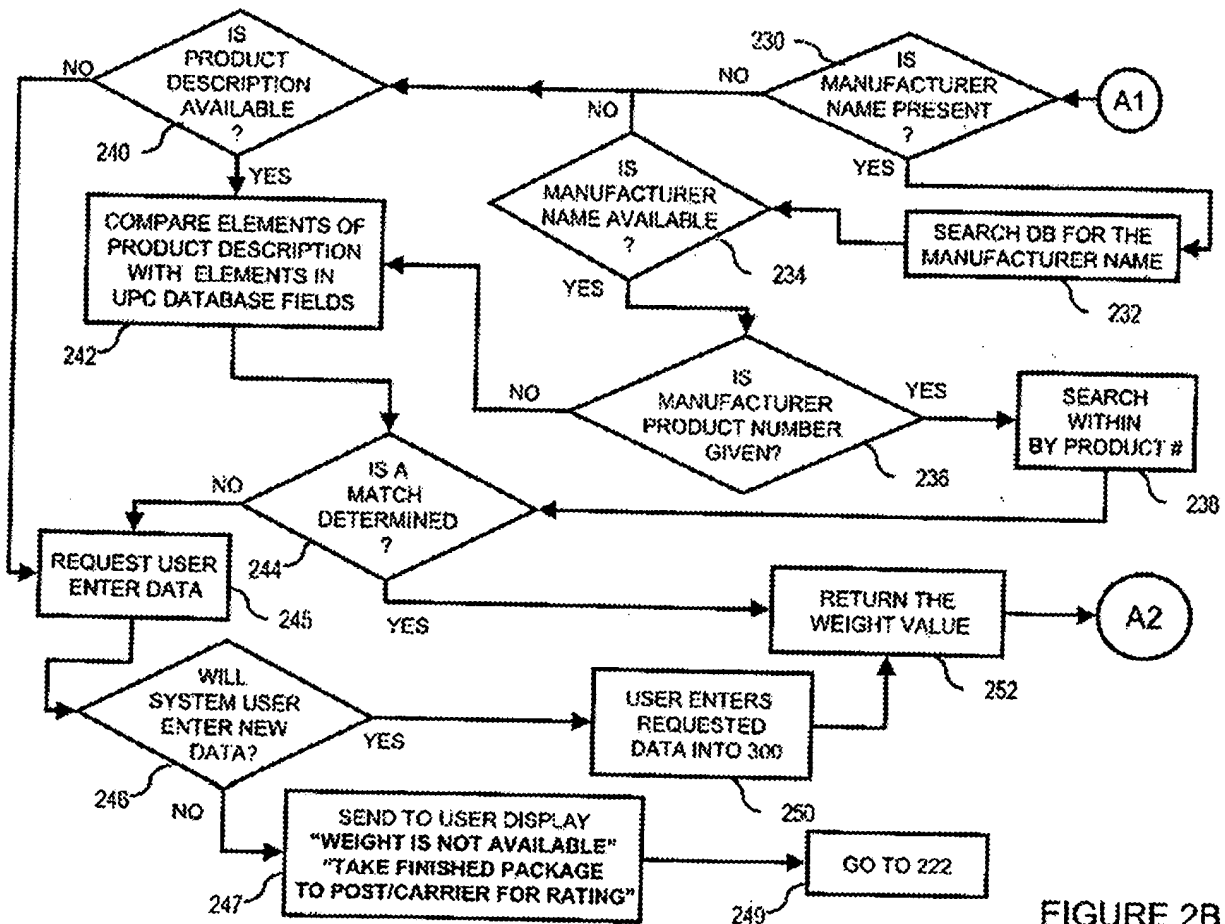 IS
PRODUCT
DESCRIPTION
AVAILABLE
?
NO
240
YES
230
IS
MANUFACTURER
NAME PRESENT
?
NO
YES
A1
NO
IS
MANUFACTURER
NAME AVAILABLE
?
234
YES
SEARCH DB FOR THE
MANUFACTURER NAME
232
COMPARE ELEMENTS OF
PRODUCT DESCRIPTION
WITH ELEMENTS IN
UPC DATABASE FIELDS
242
IS
MANUFACTURER
PRODUCT NUMBER
GIVEN?
NO
YES
236
SEARCH
WITHIN
BY PRODUCT #
238
IS A
MATCH
DETERMINED
?
NO
244
YES
REQUEST USER
ENTER DATA
245
RETURN THE
WEIGHT VALUE
252
A2
WILL
SYSTEM USER
ENTER NEW
DATA?
YES
246
NO
USER ENTERS
REQUESTED
DATA INTO 300
250
SEND TO USER DISPLAY
"WEIGHT IS NOT AVAILABLE"
"TAKE FINISHED PACKAGE
TO POST/CARRIER FOR RATING"
247
GO TO 222
249
FIGURE 2B